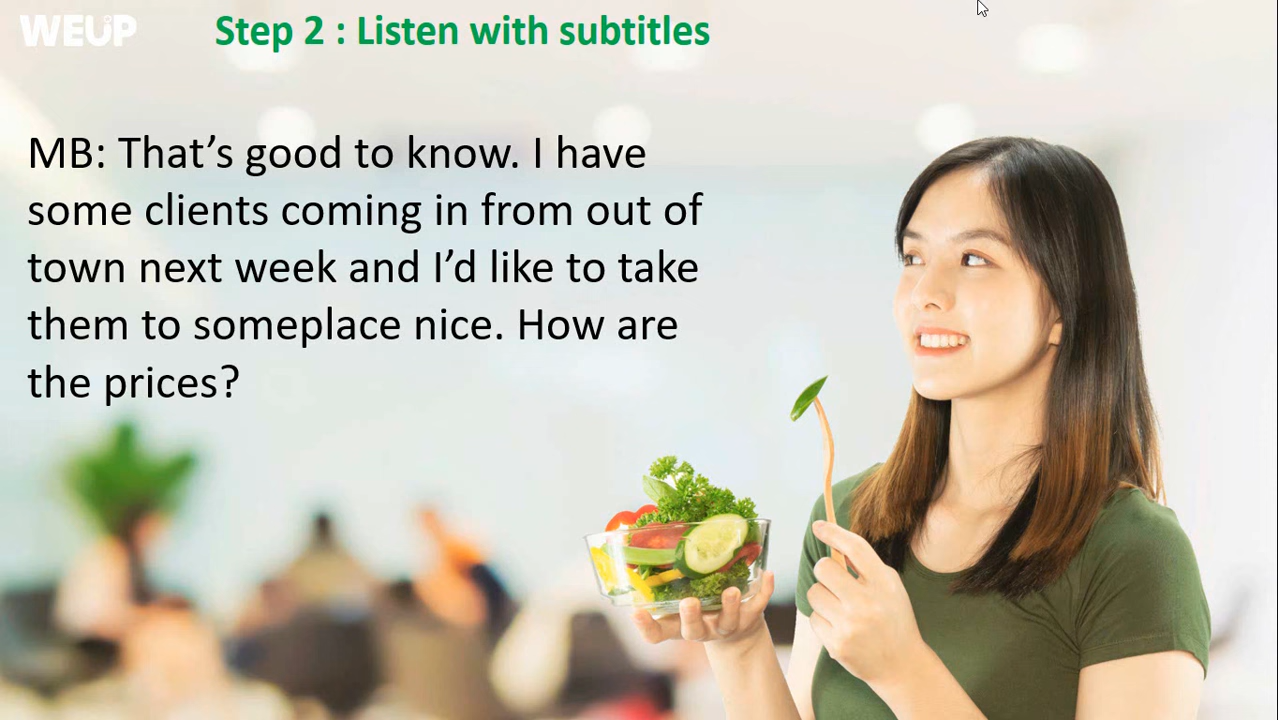 WEUP
Step 2 : Listen with subtitles
MB: That’s good to know. I have
some clients coming in from out of
town next week and I’d like to take
them to someplace nice. How are
the prices?